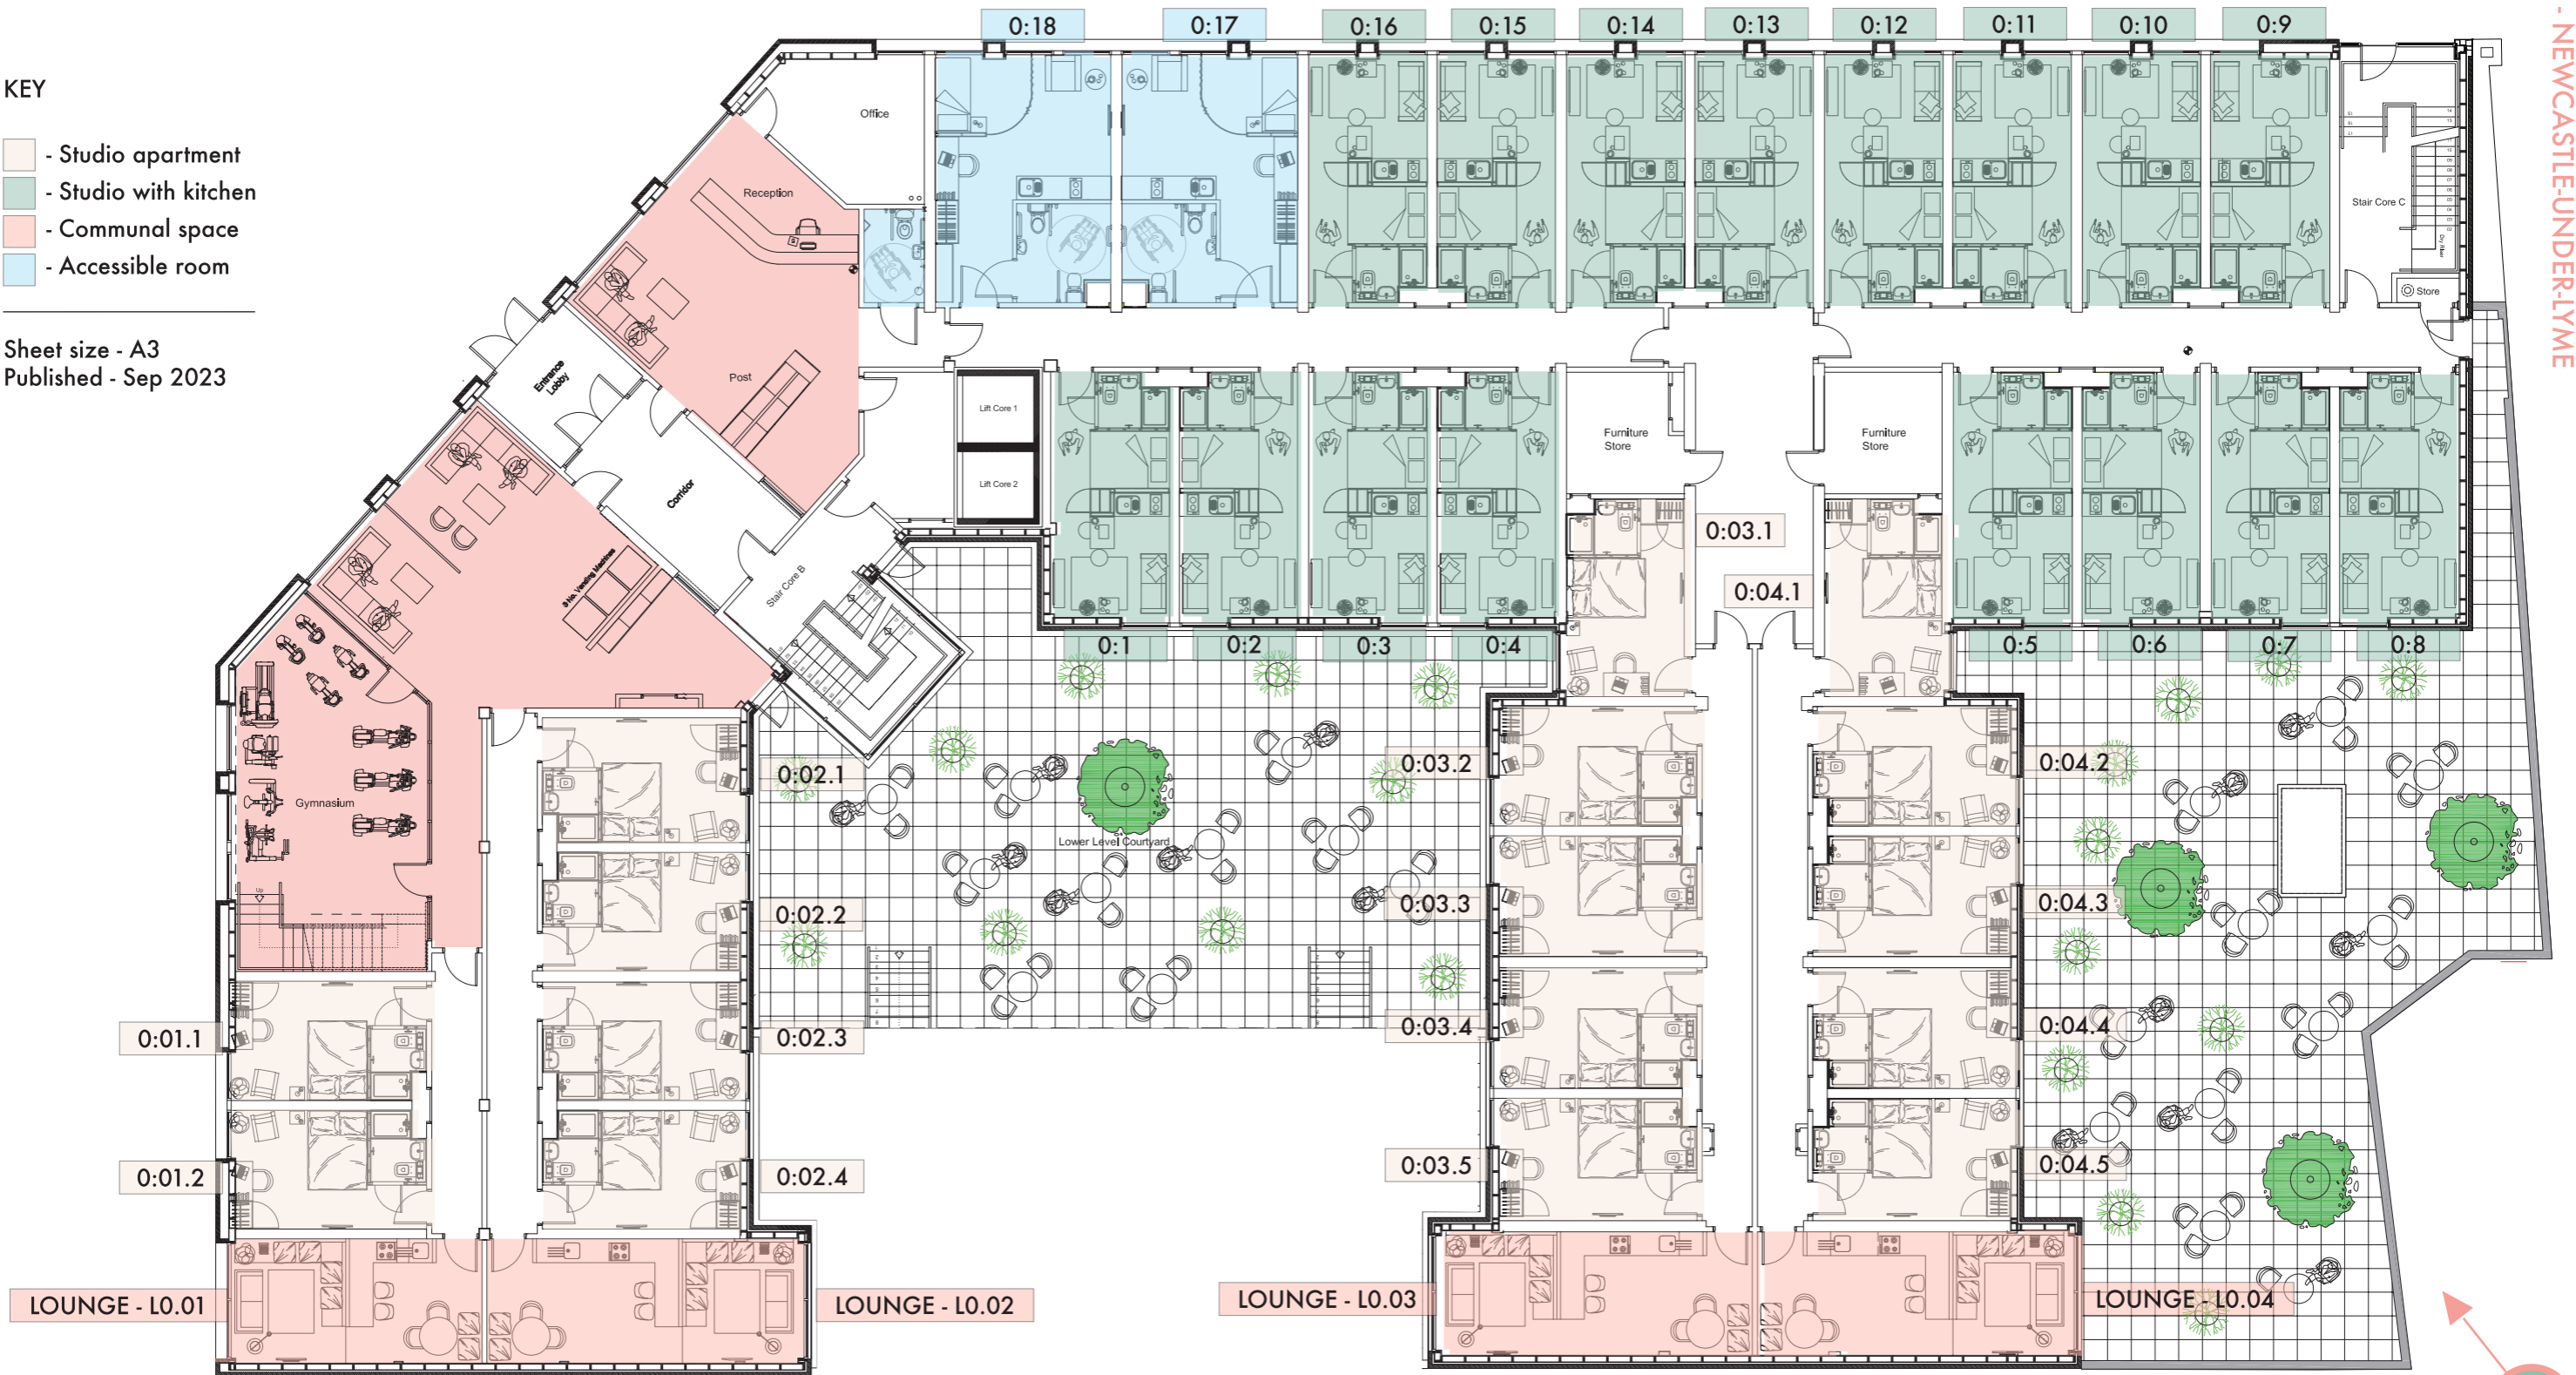 0:18
0:17
0:16
0:15
0:14
0:13
0:12
0:11
0:10
0:9
- NEWCASTLE-UNDER-LYME
KEY
- Studio apartment
- Studio with kitchen
- Communal space
- Accessible room
Sheet size - A3
Published - Sep 2023
Office
Reception
Post
Entrance
Lobby
Corridor
Stair Core C
Dry Riser
Store
Lift Core 1
Lift Core 2
Furniture
Store
Furniture
Store
0:03.1
0:04.1
3 No. Vending Machines
Stair Core B
0:1
0:2
0:3
0:4
0:5
0:6
0:7
0:8
Gymnasium
UP
Lower Level Courtyard
0:02.1
0:03.2
0:04.2
0:02.2
0:03.3
0:04.3
0:01.1
0:02.3
0:03.4
0:04.4
0:01.2
0:02.4
0:03.5
0:04.5
LOUNGE - L0.01
LOUNGE - L0.02
LOUNGE - L0.03
LOUNGE - L0.04